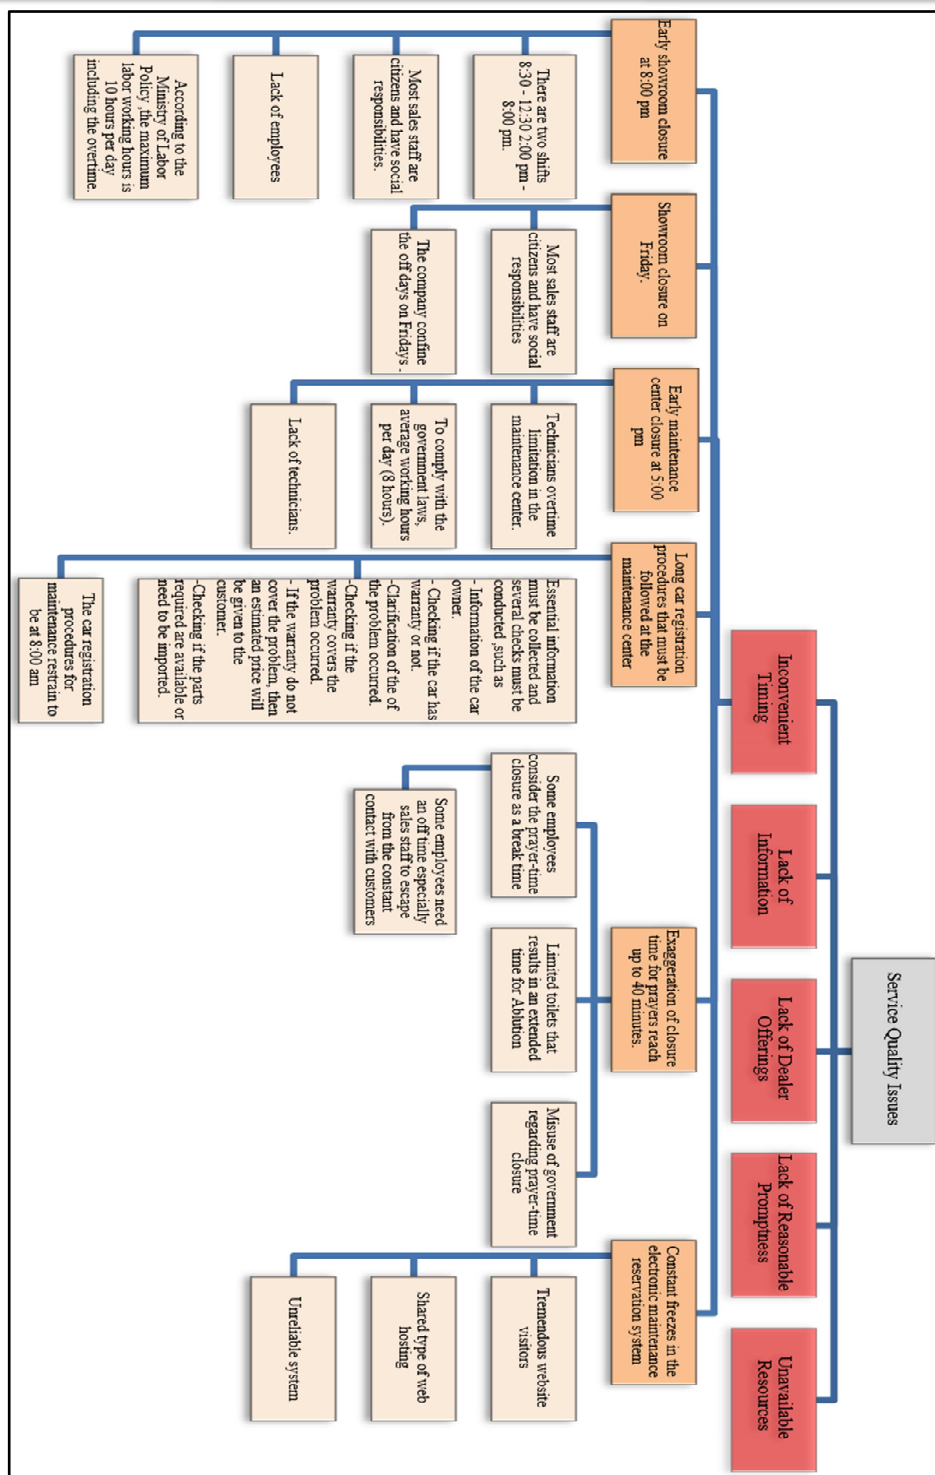 Service Quality Issues
Inconvenient
Timing
Lack of
Information
Lack of Dealer
Offerings
Lack of Reasonable
Promptness
Unavailable
Resources
Early showroom closure
at 8:00 pm
There are two shifts
8:30 - 12:30 2:00 pm -
8:00 pm.
Most sales staff are
citizens and have social
responsibilities.
Lack of employees
According to the
Ministry of Labor
Policy ,the maximum
labor working hours is
10 hours per day
including the overtime.
Showroom closure on
Friday.
Most sales staff are
citizens and have social
responsibilities
The company confine
the off days on Fridays .
Early maintenance
center closure at 5:00
pm
Technicians overtime
limitation in the
maintenance center.
To comply with the
government laws,
average working hours
per day (8 hours).
Lack of technicians.
Long car registration
procedures that must be
followed at the
maintenance center
Essential information
must be collected and
several checks must be
conducted ,such as
- Information of the car
owner.
- Checking if the car has
warranty or not.
-Clarification of the of
the problem occurred.
-Checking if the
warranty covers the
problem occurred.
- If the warranty do not
cover the problem, then
an estimated price will
be given to the
customer.
-Checking if the parts
required are available or
need to be imported.
The car registration
procedures for
maintenance restrain to
be at 8:00 am
Exaggeration of closure
time for prayers reach
up to 40 minutes.
Some employees
consider the prayer-time
closure as a break time
Some employees need
an off time especially
sales staff to escape
from the constant
contact with customers
Limited toilets that
results in an extended
time for Ablution
Misuse of government
regarding prayer-time
closure
Constant freezes in the
electronic maintenance
reservation system
Tremendous website
visitors
Shared type of web
hosting
Unreliable system